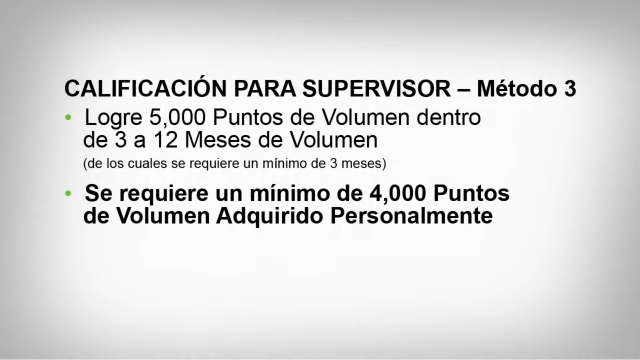 CALIFICACIÓN PARA SUPERVISOR – Método 3
• Logre 5,000 Puntos de Volumen dentro
de 3 a 12 Meses de Volumen
(de los cuales se requiere un mínimo de 3 meses)
• Se requiere un mínimo de 4,000 Puntos
de Volumen Adquirido Personalmente